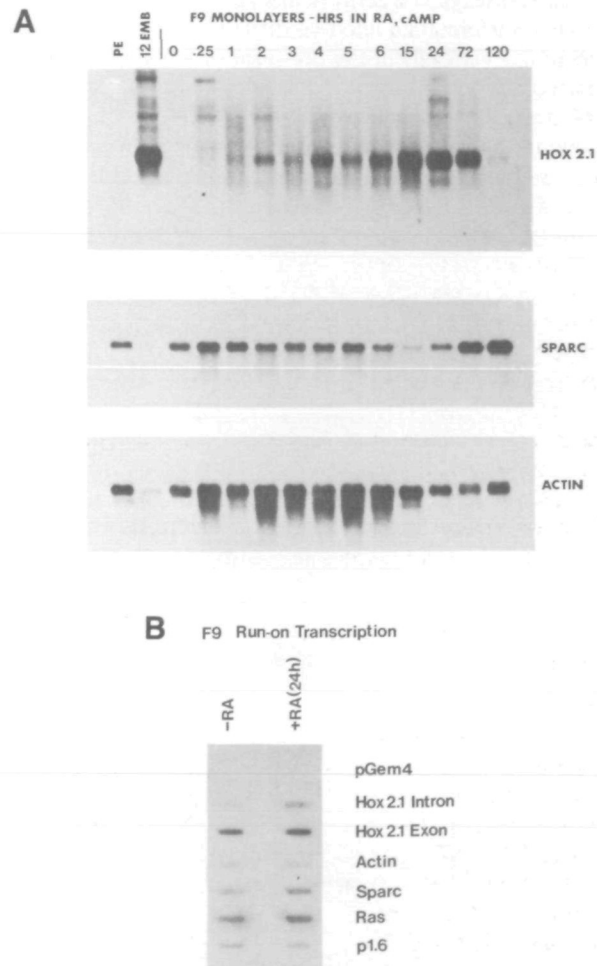 A
F9 MONOLAYERS - HRS IN RA, cAMP
PE 12 EMB 0 .25 1 2 3 4 5 6 15 24 72 120
HOX 2.1
SPARC
ACTIN
B F9 Run-on Transcription
-RA +RA(24h)
pGem4
Hox 2.1 Intron
Hox 2.1 Exon
Actin
Sparc
Ras
p1.6